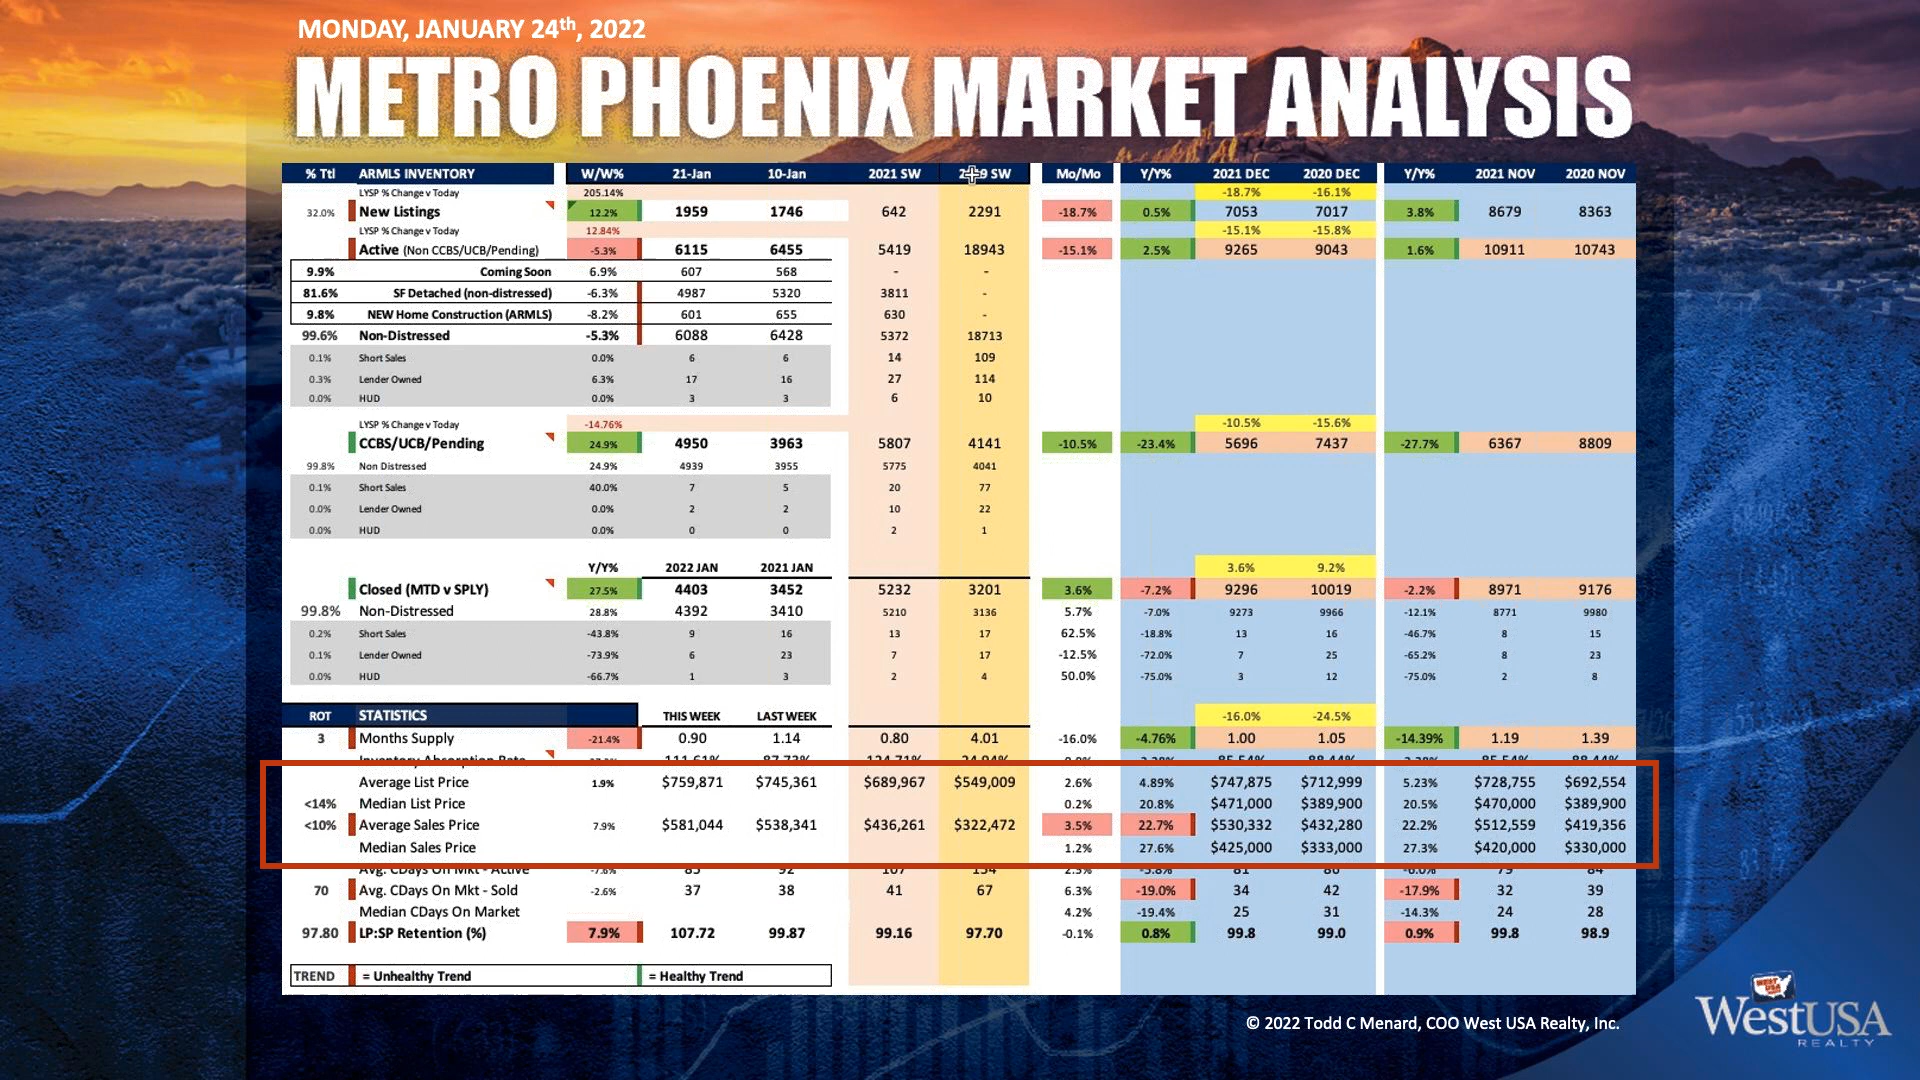 MONDAY, JANUARY 24th, 2022
METRO PHOENIX MARKET ANALYSIS
% Ttl ARMLS INVENTORY W/W% 21-Jan 10-Jan 2021 SW SW Mo/Mo Y/Y% 2021 DEC 2020 DEC Y/Y% 2021 NOV 2020 NOV
LYSP % Change v Today 205.14% -18.7% -16.1%
32.0% New Listings 12.2% 1959 1746 642 2291 -18.7% 0.5% 7053 7017 3.8% 8679 8363
LYSP % Change v Today 12.84% -15.1% -15.8%
Active (Non CCBS/UCB/Pending) -5.3% 6115 6455 5419 18943 -15.1% 2.5% 9265 9043 1.6% 10911 10743
9.9% Coming Soon 6.9% 607 568 - -
81.6% SF Detached (non-distressed) -6.3% 4987 5320 3811 -
9.8% NEW Home Construction (ARMLS) -8.2% 601 655 630 -
99.6% Non-Distressed -5.3% 6088 6428 5372 18713
0.1% Short Sales 0.0% 6 6 14 109
0.3% Lender Owned 6.3% 17 16 27 114
0.0% HUD 0.0% 3 3 6 10
LYSP % Change v Today -14.76% -10.5% -15.6%
CCBS/UCB/Pending 24.9% 4950 3963 5807 4141 -10.5% -23.4% 5696 7437 -27.7% 6367 8809
99.8% Non Distressed 24.9% 4939 3955 5775 4041
0.1% Short Sales 40.0% 7 5 20 77
0.0% Lender Owned 0.0% 2 2 10 22
0.0% HUD 0.0% 0 0 2 1
Y/Y% 2022 JAN 2021 JAN 3.6% 9.2%
Closed (MTD v SPLY) 27.5% 4403 3452 5232 3201 3.6% -7.2% 9296 10019 -2.2% 8971 9176
99.8% Non-Distressed 28.8% 4392 3410 5210 3136 5.7% -7.0% 9273 9966 -12.1% 8771 9980
0.2% Short Sales -43.8% 9 16 13 17 62.5% -18.8% 13 16 -46.7% 8 15
0.1% Lender Owned -73.9% 6 23 7 17 -12.5% -72.0% 7 25 -65.2% 8 23
0.0% HUD -66.7% 1 3 2 4 50.0% -75.0% 3 12 -75.0% 2 8
ROT STATISTICS THIS WEEK LAST WEEK -16.0% -24.5%
3 Months Supply -21.4% 0.90 1.14 0.80 4.01 -16.0% -4.76% 1.00 1.05 -14.39% 1.19 1.39
Inventory Absorption Rate
Average List Price 1.9% $759,871 $745,361 $689,967 $549,009 2.6% 4.89% $747,875 $712,999 5.23% $728,755 $692,554
<14% Median List Price 0.2% 20.8% $471,000 $389,900 20.5% $470,000 $389,900
<10% Average Sales Price 7.9% $581,044 $538,341 $436,261 $322,472 3.5% 22.7% $530,332 $432,280 22.2% $512,559 $419,356
Median Sales Price 1.2% 27.6% $425,000 $333,000 27.3% $420,000 $330,000
Avg. CDays On Mkt - Active
70 Avg. CDays On Mkt - Sold -2.6% 37 38 41 67 6.3% -19.0% 34 42 -17.9% 32 39
Median CDays On Market 4.2% -19.4% 25 31 -14.3% 24 28
97.80 LP:SP Retention (%) 7.9% 107.72 99.87 99.16 97.70 -0.1% 0.8% 99.8 99.0 0.9% 99.8 98.9
TREND = Unhealthy Trend = Healthy Trend
© 2022 Todd C Menard, COO West USA Realty, Inc.
WEST USA
WestUSA
REALTY